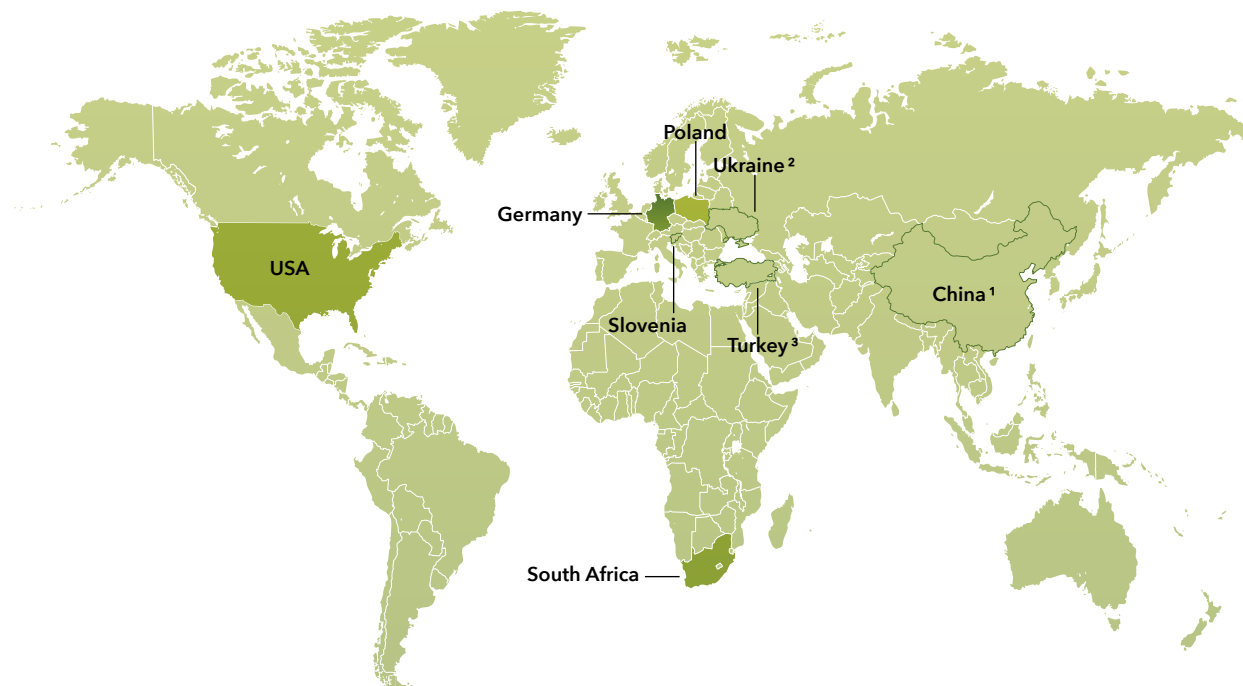 Poland
Ukraine ²
Germany
USA
China ¹
Slovenia
Turkey ³
South Africa